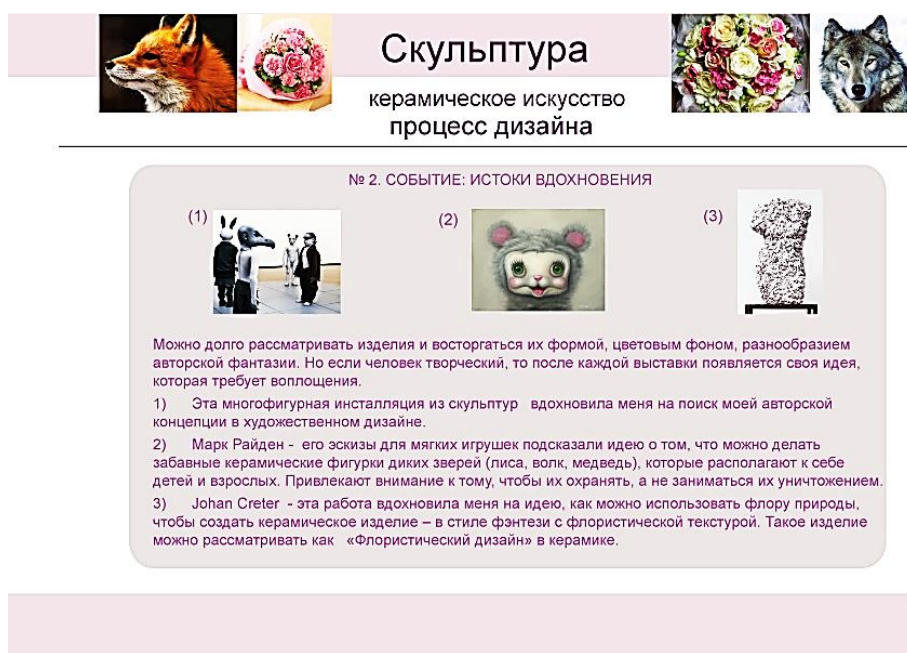 Скульптура
керамическое искусство
процесс дизайна
№ 2. СОБЫТИЕ: ИСТОКИ ВДОХНОВЕНИЯ
(1)
(2)
(3)
Можно долго рассматривать изделия и восторгаться их формой, цветовым фоном, разнообразием
авторской фантазии. Но если человек творческий, то после каждой выставки появляется своя идея,
которая требует воплощения.
1) Эта многофигурная инсталляция из скульптур вдохновила меня на поиск моей авторской
концепции в художественном дизайне.
2) Марк Райден - его эскизы для мягких игрушек подсказали идею о том, что можно делать
забавные керамические фигурки диких зверей (лиса, волк, медведь), которые располагают к себе
детей и взрослых. Привлекают внимание к тому, чтобы их охранять, а не заниматься их уничтожением.
3) Johan Creter - эта работа вдохновила меня на идею, как можно использовать флору природы,
чтобы создать керамическое изделие – в стиле фэнтези с флористической текстурой. Такое изделие
можно рассматривать как «Флористический дизайн» в керамике.